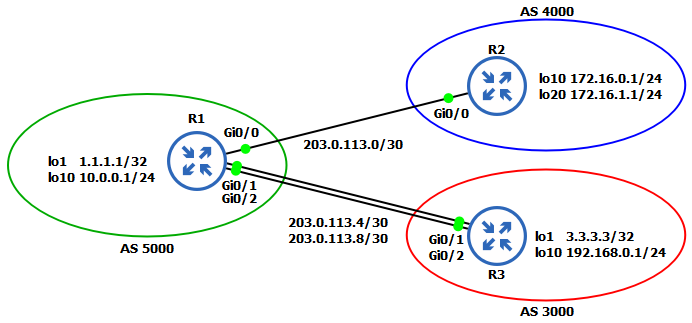 AS 4000
R2
lo10 172.16.0.1/24
lo20 172.16.1.1/24
Gi0/0
R1
Gi0/0
203.0.113.0/30
lo1 1.1.1.1/32
lo10 10.0.0.1/24
Gi0/1
Gi0/2
AS 5000
203.0.113.4/30
203.0.113.8/30
Gi0/1
Gi0/2
lo1 3.3.3.3/32
lo10 192.168.0.1/24
R3
AS 3000